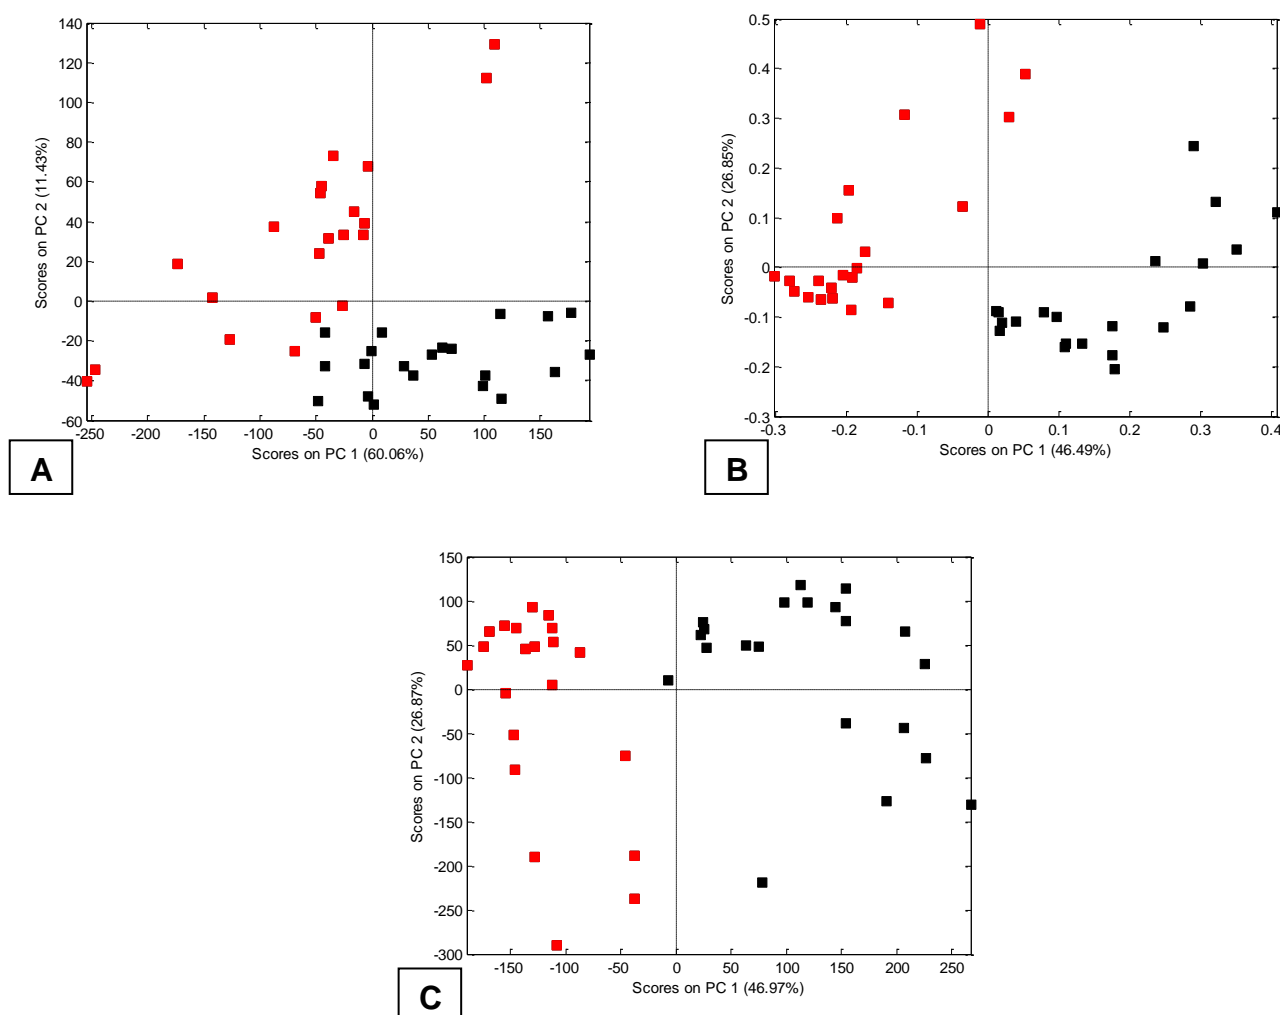 140
120
100
80
60
40
20
0
-20
-40
-60
-250 -200 -150 -100 -50 0 50 100 150
Scores on PC 2 (11.43%)
Scores on PC 1 (60.06%)
A
0.5
0.4
0.3
0.2
0.1
0
-0.1
-0.2
-0.3
-0.3 -0.2 -0.1 0 0.1 0.2 0.3 0.4
Scores on PC 2 (26.85%)
Scores on PC 1 (46.49%)
B
150
100
50
0
-50
-100
-150
-200
-250
-300
-150 -100 -50 0 50 100 150 200 250
Scores on PC 2 (26.87%)
Scores on PC 1 (46.97%)
C